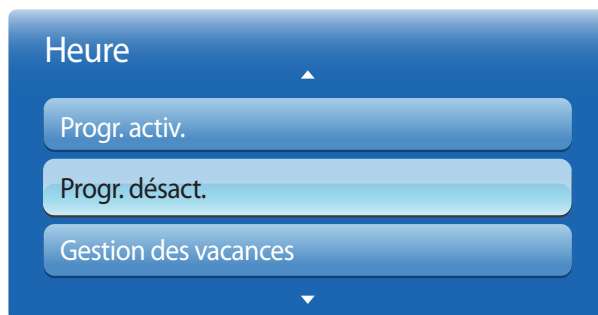 Heure
Progr. activ.
Progr. désact.
Gestion des vacances